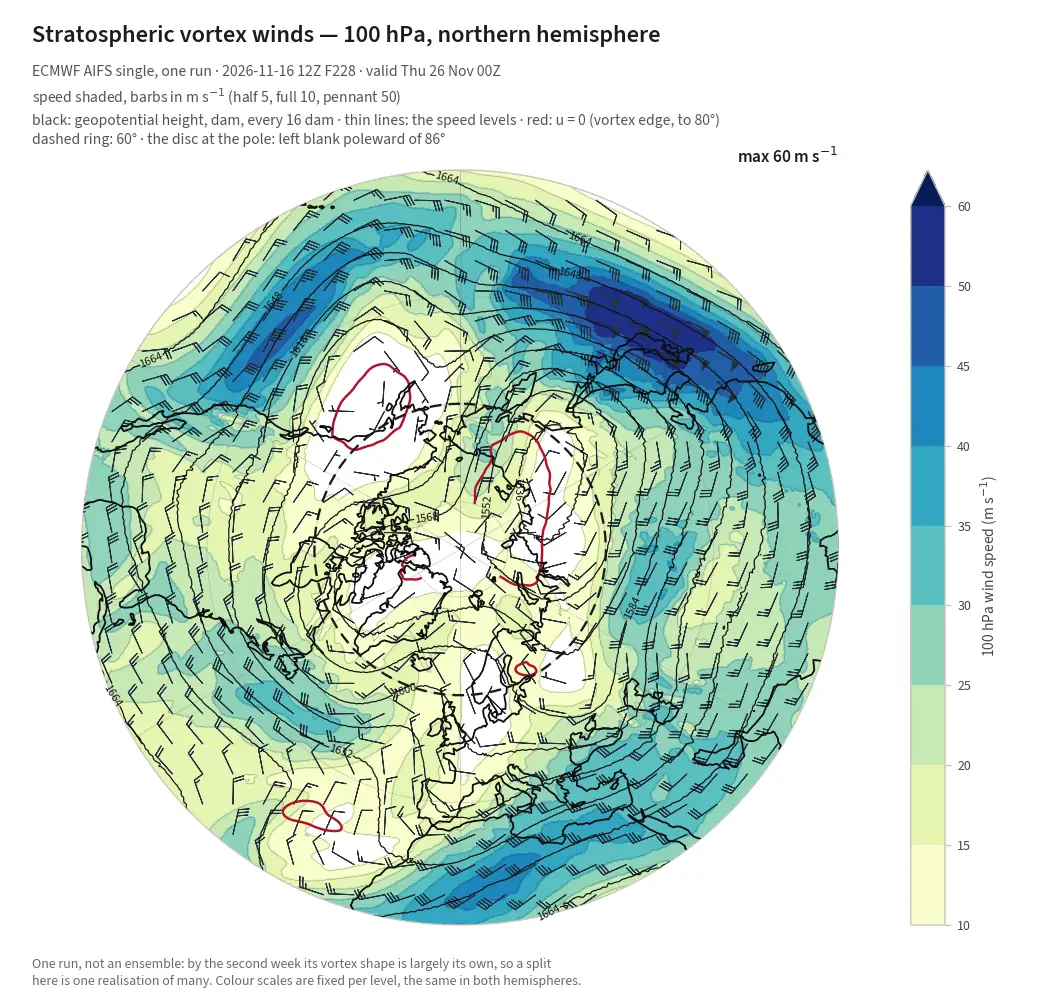 Stratospheric vortex winds — 100 hPa, northern hemisphere
ECMWF AIFS single, one run · 2026-11-16 12Z F228 · valid Thu 26 Nov 00Z
speed shaded, barbs in m s⁻¹ (half 5, full 10, pennant 50)
black: geopotential height, dam, every 16 dam · thin lines: the speed levels · red: u = 0 (vortex edge, to 80°)
dashed ring: 60° · the disc at the pole: left blank poleward of 86°
max 60 m s⁻¹
1664
1664
1648
1648
1616
1664
1552
1536
1568
1584
1600
1664
1632
1664
60
50
45
40
35
30
25
20
15
10
100 hPa wind speed (m s⁻¹)
One run, not an ensemble: by the second week its vortex shape is largely its own, so a split
here is one realisation of many. Colour scales are fixed per level, the same in both hemispheres.